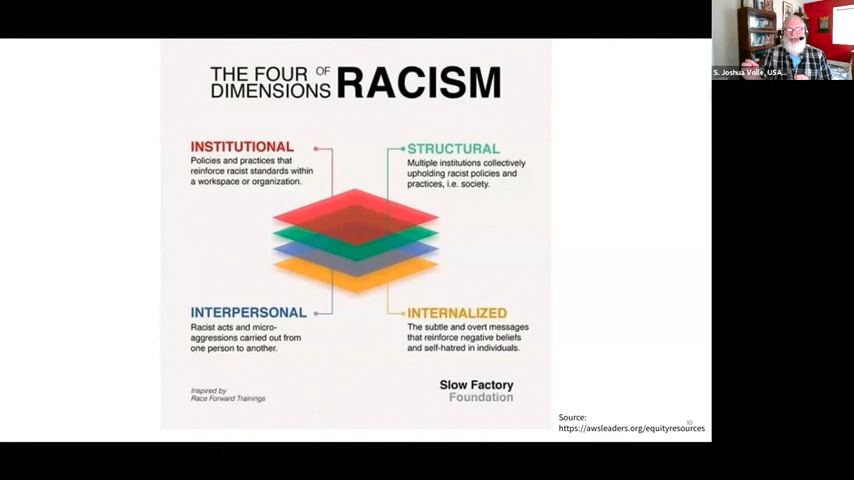 THE FOUR OF
DIMENSIONS RACISM
INSTITUTIONAL
Policies and practices that
reinforce racist standards within
a workspace or organization.
STRUCTURAL
Multiple institutions collectively
upholding racist policies and
practices, i.e. society.
INTERPERSONAL
Racist acts and micro-
aggressions carried out from
one person to another.
INTERNALIZED
The subtle and overt messages
that reinforce negative beliefs
and self-hatred in individuals.
Inspired by
Race Forward Trainings
Slow Factory
Foundation
Source:
https://awsleaders.org/equityresources
10
S. Joshua Volle, USA...